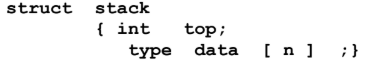 struct stack
{ int top;
type data [ n ] ;}